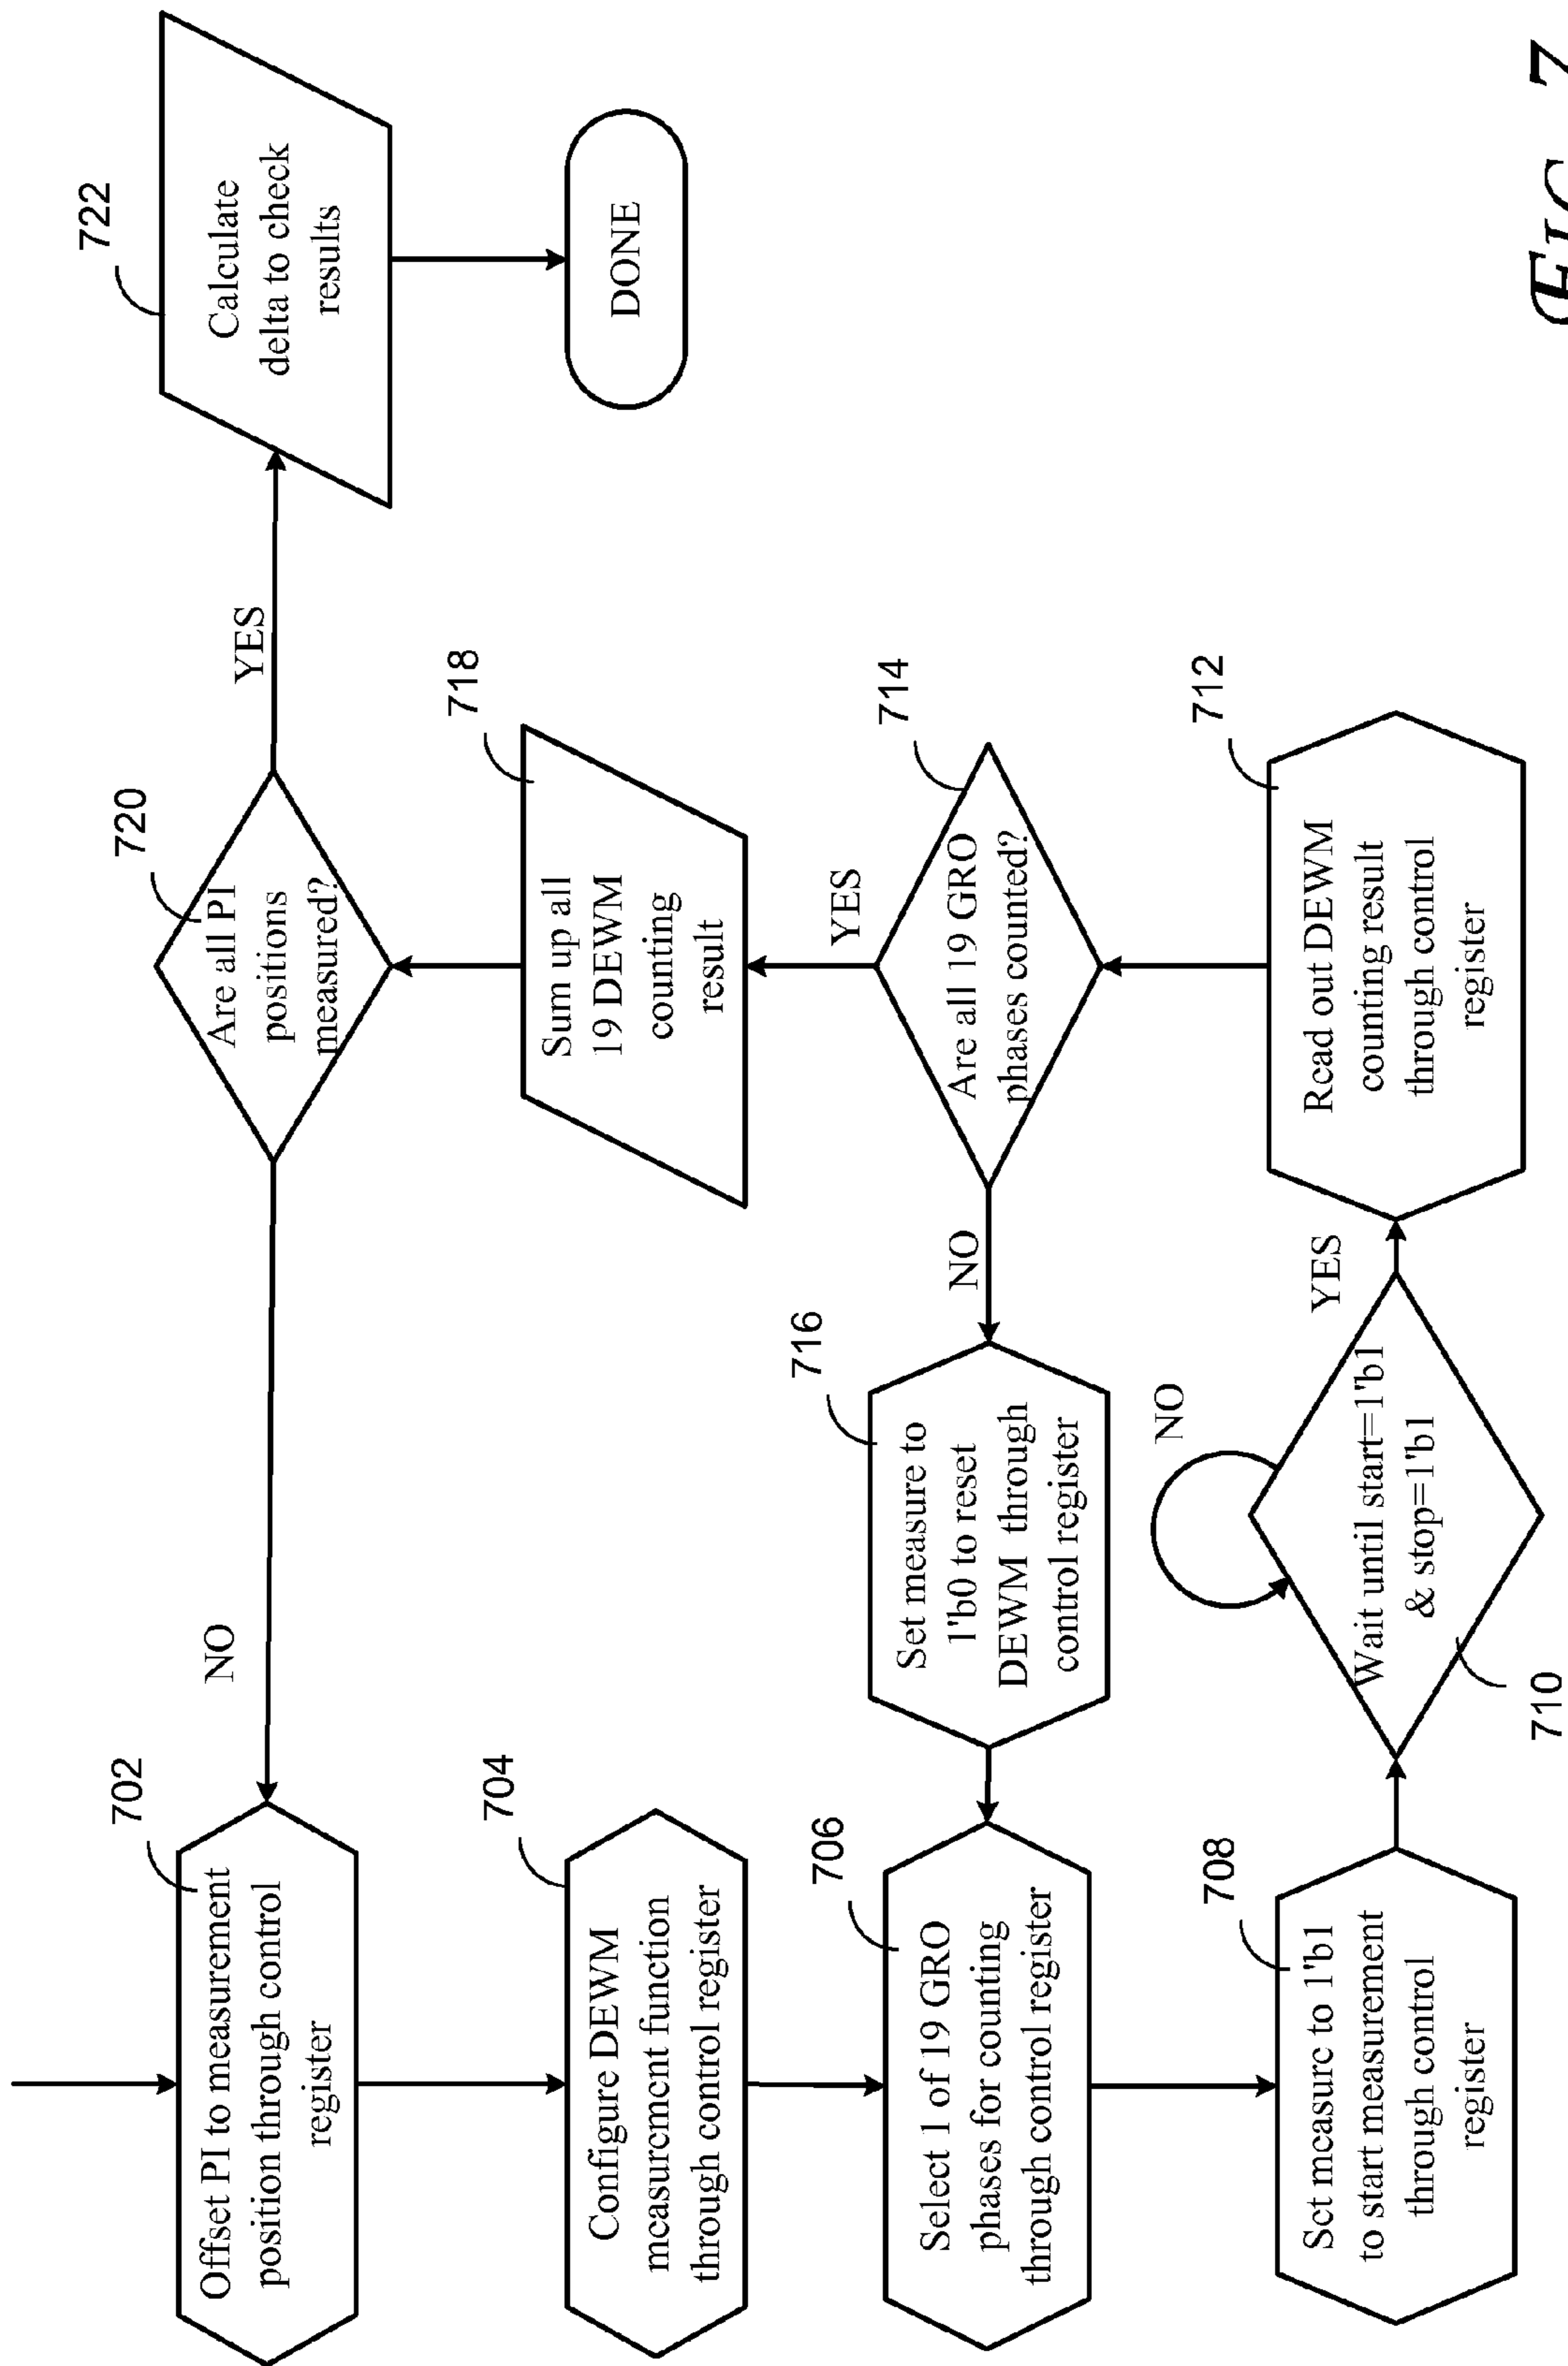 702
Offset PI to measurement
position through control
register
704
Configure DEWM
measurement function
through control register
706
Select 1 of 19 GRO
phases for counting
through control register
708
Set measure to 1'b1
to start measurement
through control
register
710
Wait until start=1'b1
& stop=1'b1
NO
YES
712
Read out DEWM
counting result
through control
register
714
Are all 19 GRO
phases counted?
NO
YES
716
Set measure to
1'b0 to reset
DEWM through
control register
718
Sum up all
19 DEWM
counting
result
720
Are all PI
positions
measured?
NO
YES
722
Calculate
delta to check
results
DONE
FIG. 7